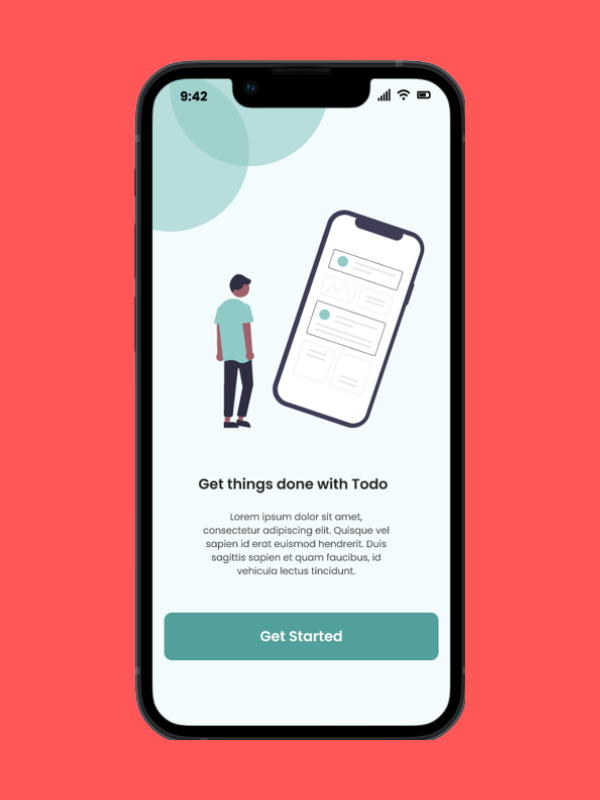 9:42
Get things done with Todo
Lorem ipsum dolor sit amet,
consectetur adipiscing elit. Quisque vel
sapien id erat euismod hendrerit. Duis
sagittis sapien et quam faucibus, id
vehicula lectus tincidunt.
Get Started